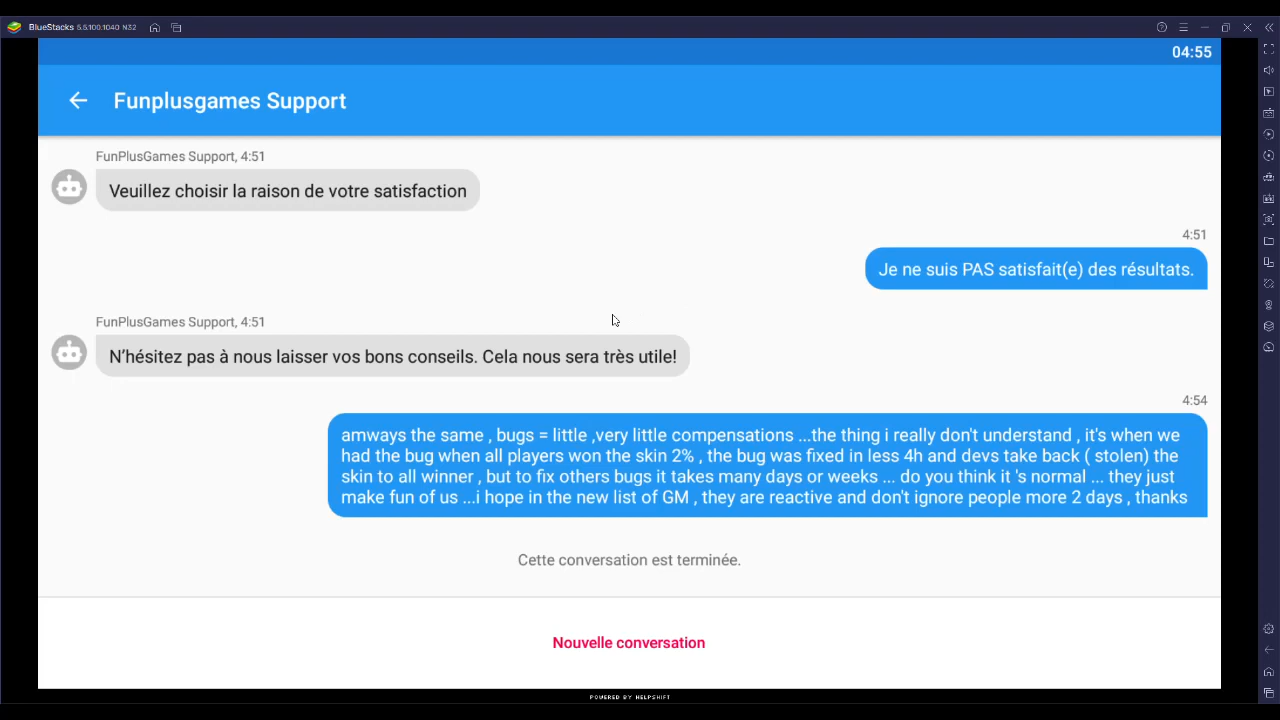 BlueStacks 5.5.100.1040 N32
04:55
Funplusgames Support
FunPlusGames Support, 4:51
Veuillez choisir la raison de votre satisfaction
4:51
Je ne suis PAS satisfait(e) des résultats.
FunPlusGames Support, 4:51
N’hésitez pas à nous laisser vos bons conseils. Cela nous sera très utile!
4:54
amways the same , bugs = little ,very little compensations ...the thing i really don't understand , it's when we
had the bug when all players won the skin 2% , the bug was fixed in less 4h and devs take back ( stolen) the
skin to all winner , but to fix others bugs it takes many days or weeks ... do you think it 's normal ... they just
make fun of us ...i hope in the new list of GM , they are reactive and don't ignore people more 2 days , thanks
Cette conversation est terminée.
Nouvelle conversation
POWERED BY HELPSHIFT